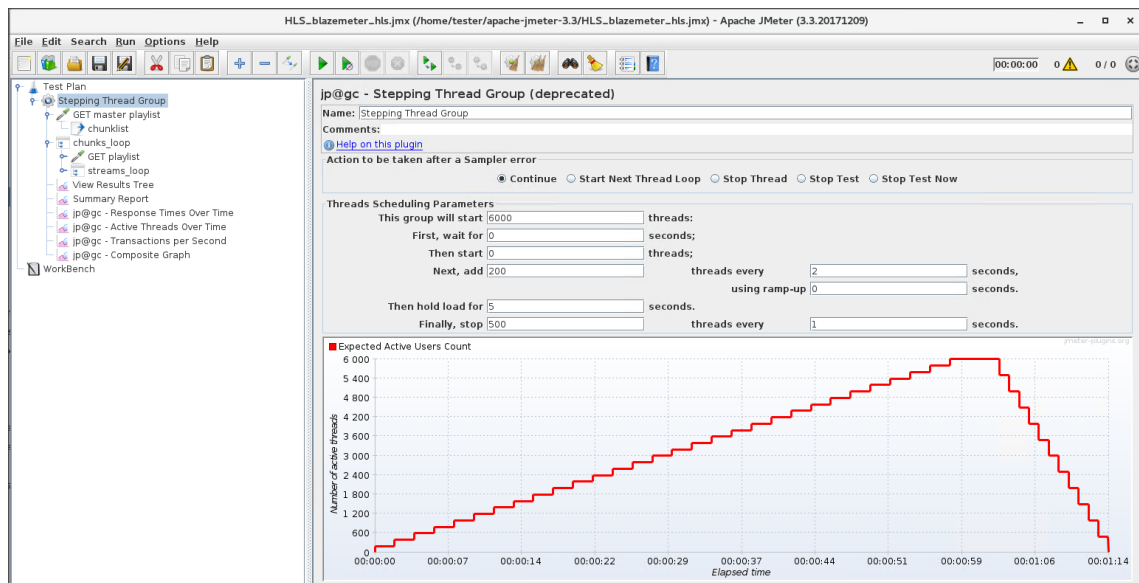 HLS_blazemeter_hls.jmx (/home/tester/apache-jmeter-3.3/HLS_blazemeter_hls.jmx) - Apache JMeter (3.3.20171209)
File Edit Search Run Options Help
00:00:00 0 0 / 0
Test Plan
Stepping Thread Group
GET master playlist
chunklist
chunks_loop
GET playlist
streams_loop
View Results Tree
Summary Report
jp@gc - Response Times Over Time
jp@gc - Active Threads Over Time
jp@gc - Transactions per Second
jp@gc - Composite Graph
WorkBench
jp@gc - Stepping Thread Group (deprecated)
Name: Stepping Thread Group
Comments:
Help on this plugin
Action to be taken after a Sampler error
Continue Start Next Thread Loop Stop Thread Stop Test Stop Test Now
Threads Scheduling Parameters
This group will start 6000 threads:
First, wait for 0 seconds;
Then start 0 threads;
Next, add 200 threads every 2 seconds,
using ramp-up 0 seconds.
Then hold load for 5 seconds.
Finally, stop 500 threads every 1 seconds.
Expected Active Users Count
jmeter-plugins.org
6 000
5 400
4 800
4 200
3 600
3 000
2 400
1 800
1 200
600
0
Number of active threads
00:00:00 00:00:07 00:00:14 00:00:22 00:00:29 00:00:37 00:00:44 00:00:51 00:00:59 00:01:06 00:01:14
Elapsed time